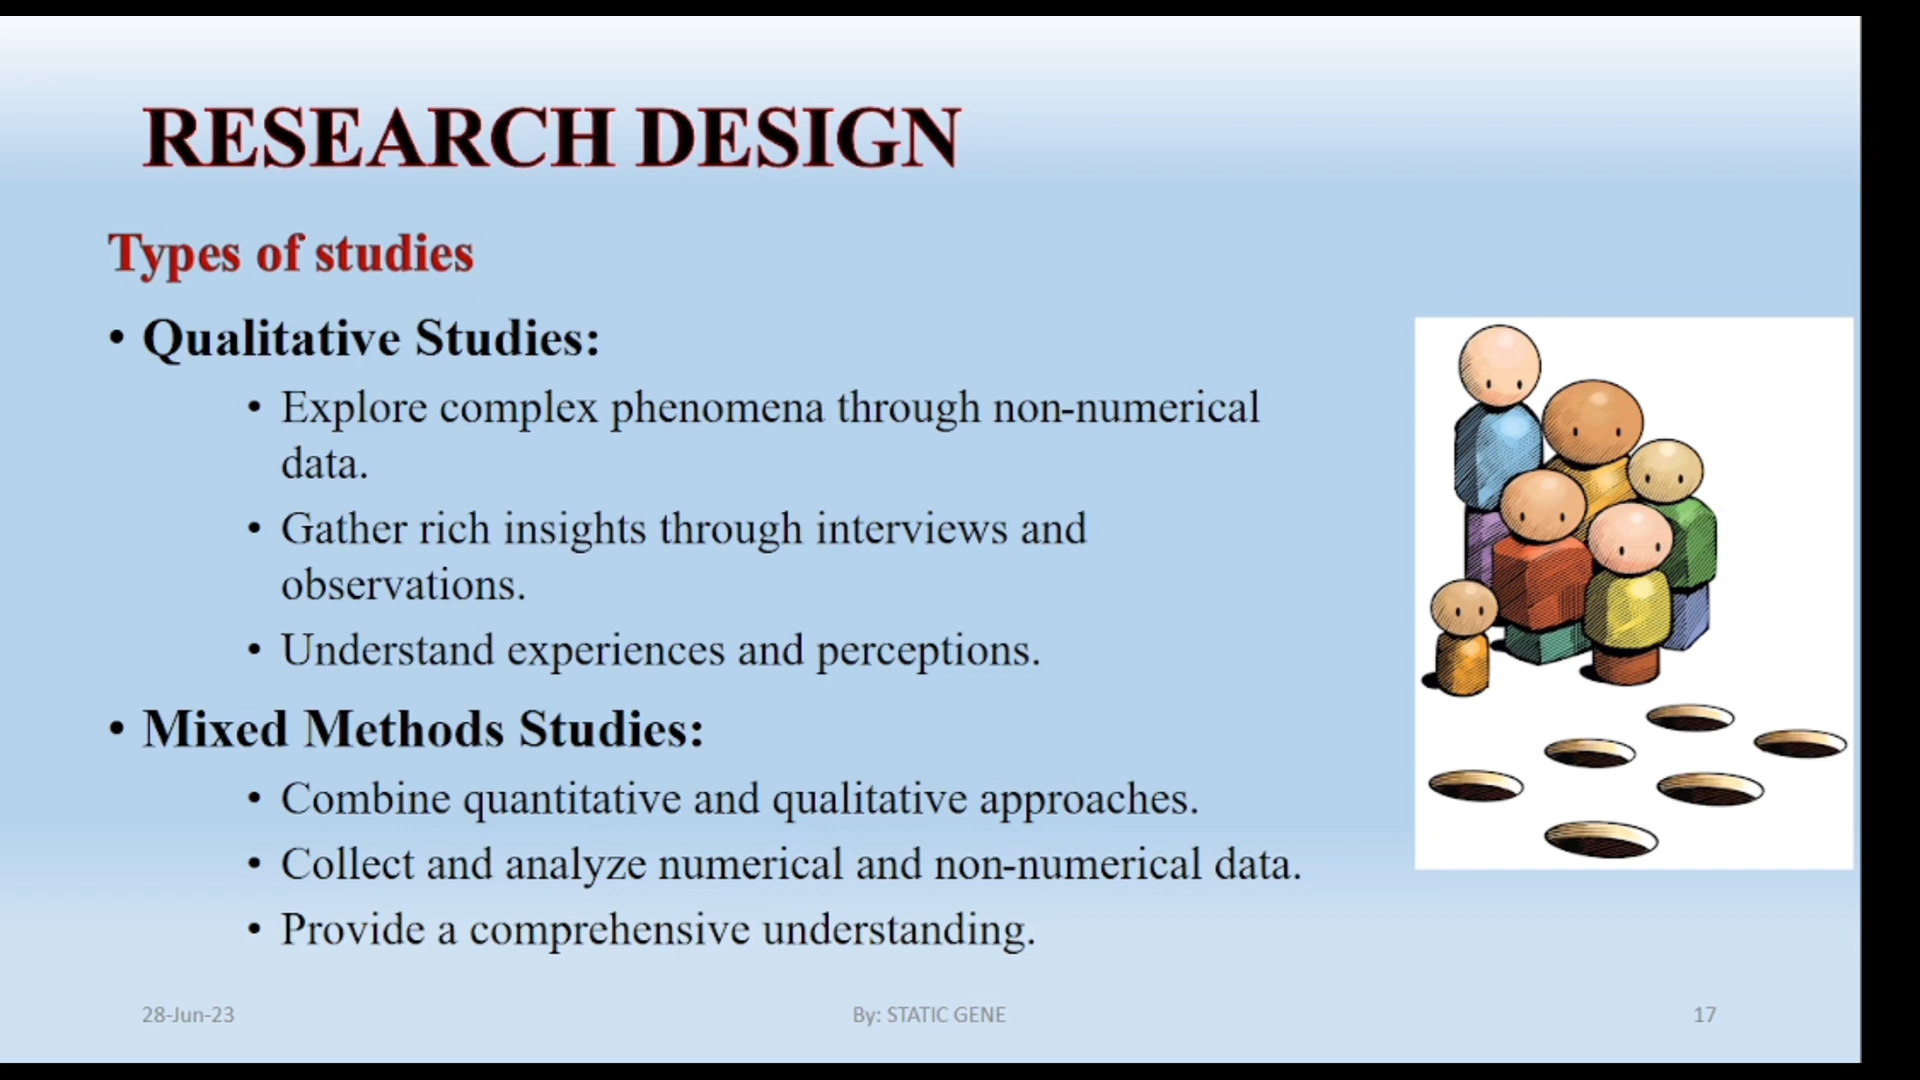 RESEARCH DESIGN
Types of studies
• Qualitative Studies:
• Explore complex phenomena through non-numerical
data.
• Gather rich insights through interviews and
observations.
• Understand experiences and perceptions.
• Mixed Methods Studies:
• Combine quantitative and qualitative approaches.
• Collect and analyze numerical and non-numerical data.
• Provide a comprehensive understanding.
28-Jun-23
By: STATIC GENE
17